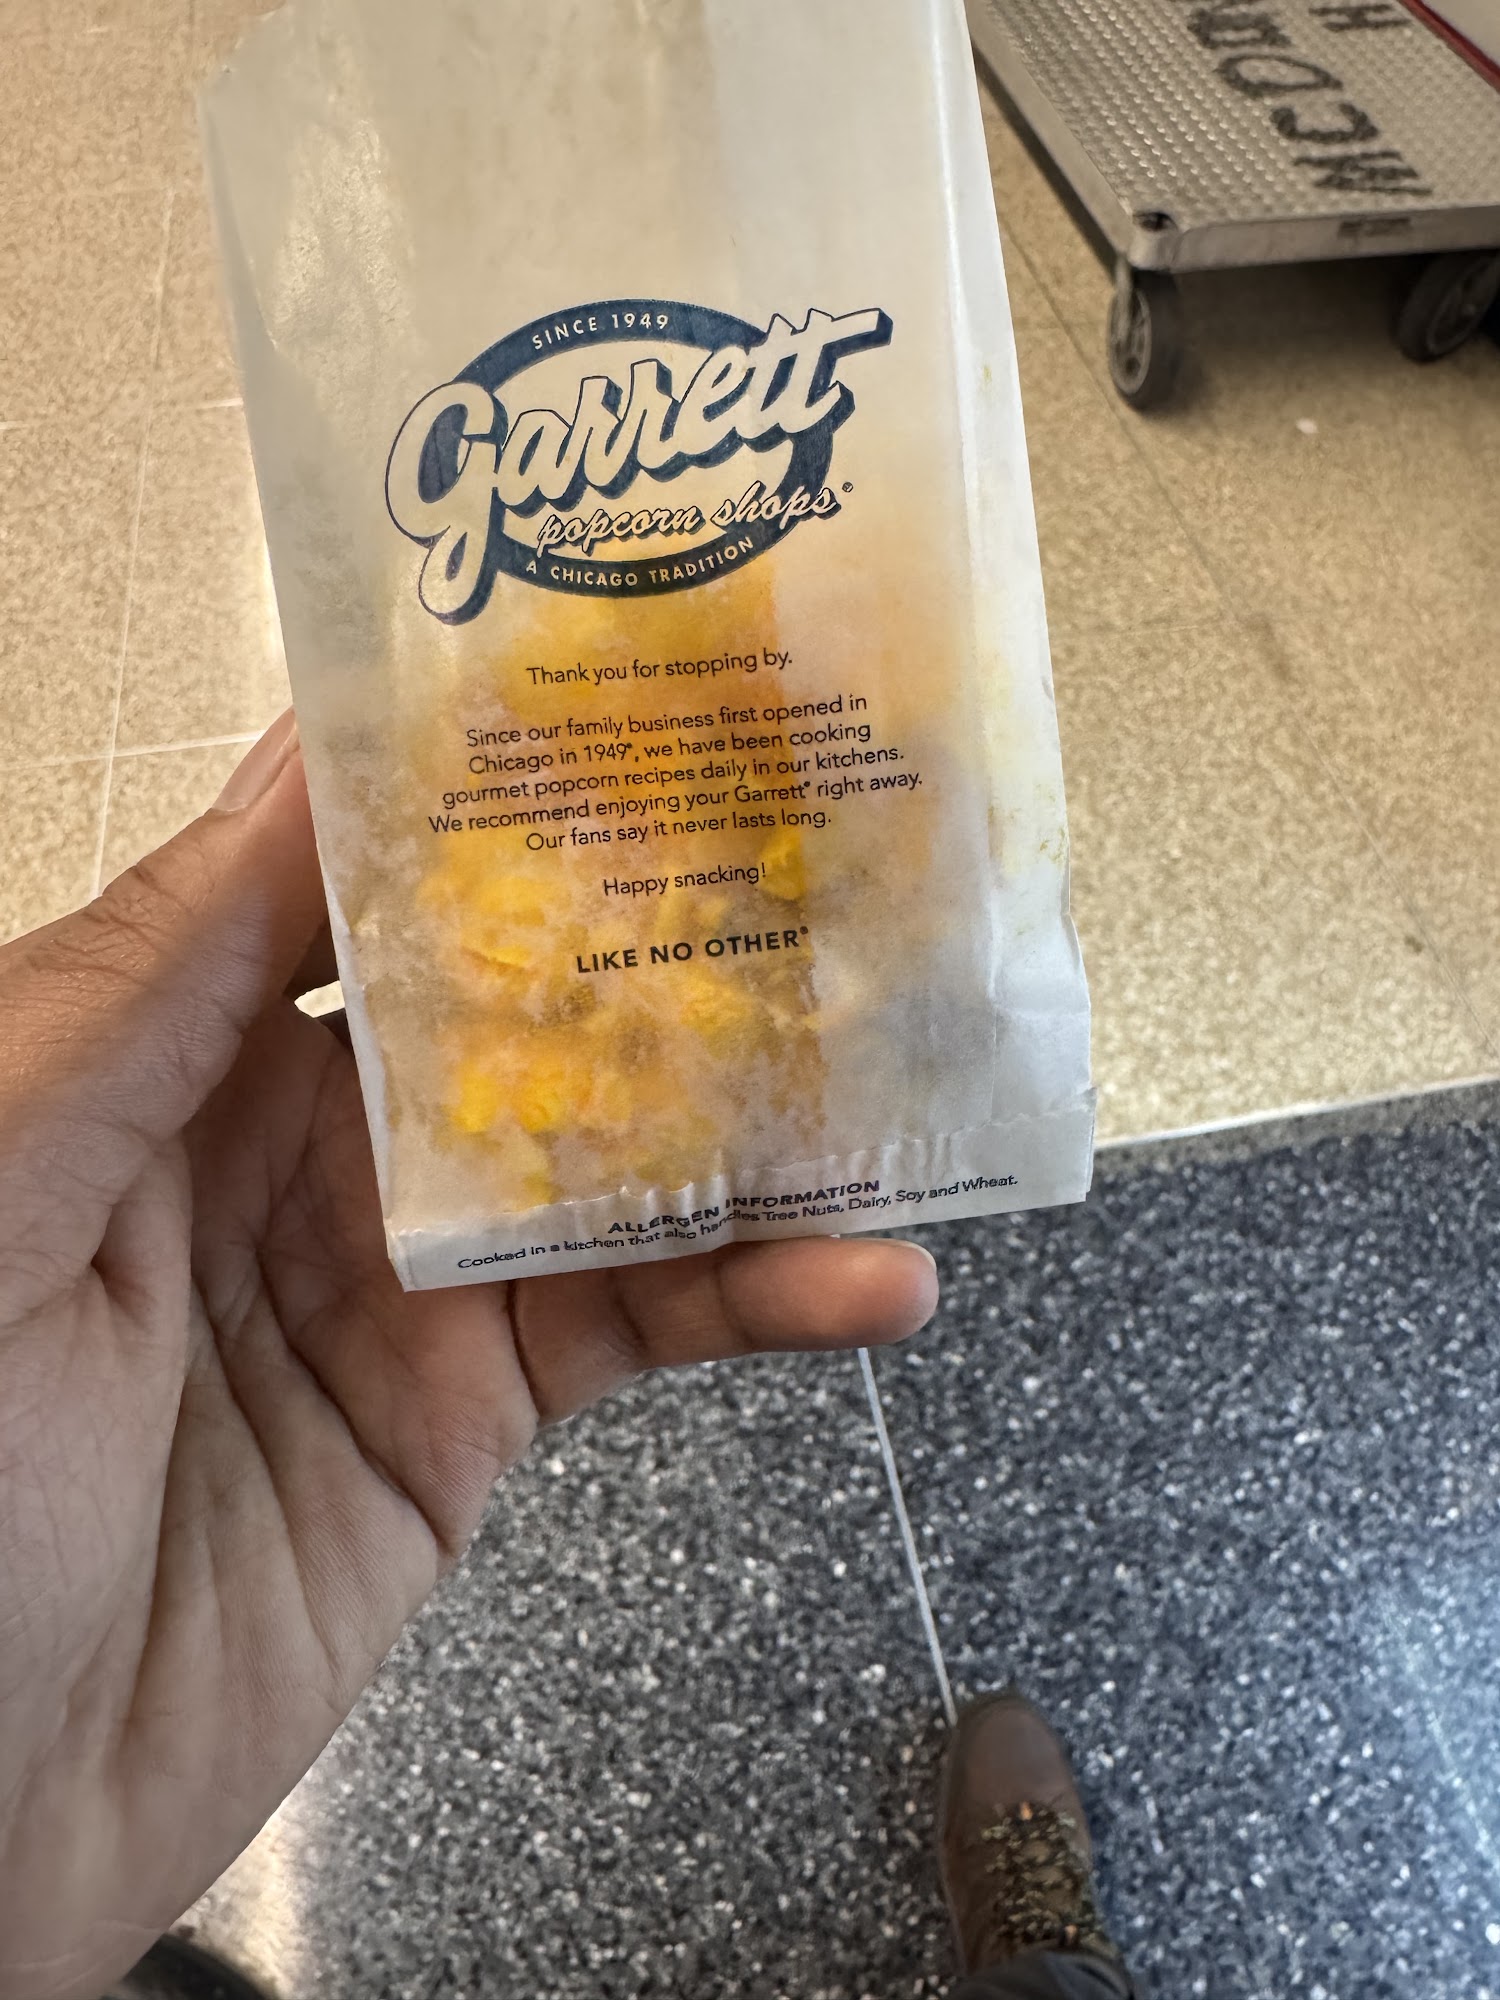 SINCE 1949
Garrett
popcorn shops®
A CHICAGO TRADITION
Thank you for stopping by.
Since our family business first opened in
Chicago in 1949®, we have been cooking
gourmet popcorn recipes daily in our kitchens.
We recommend enjoying your Garrett® right away.
Our fans say it never lasts long.
Happy snacking!
LIKE NO OTHER®
ALLERGEN INFORMATION
Cooked in a kitchen that also handles Tree Nuts, Dairy, Soy and Wheat.